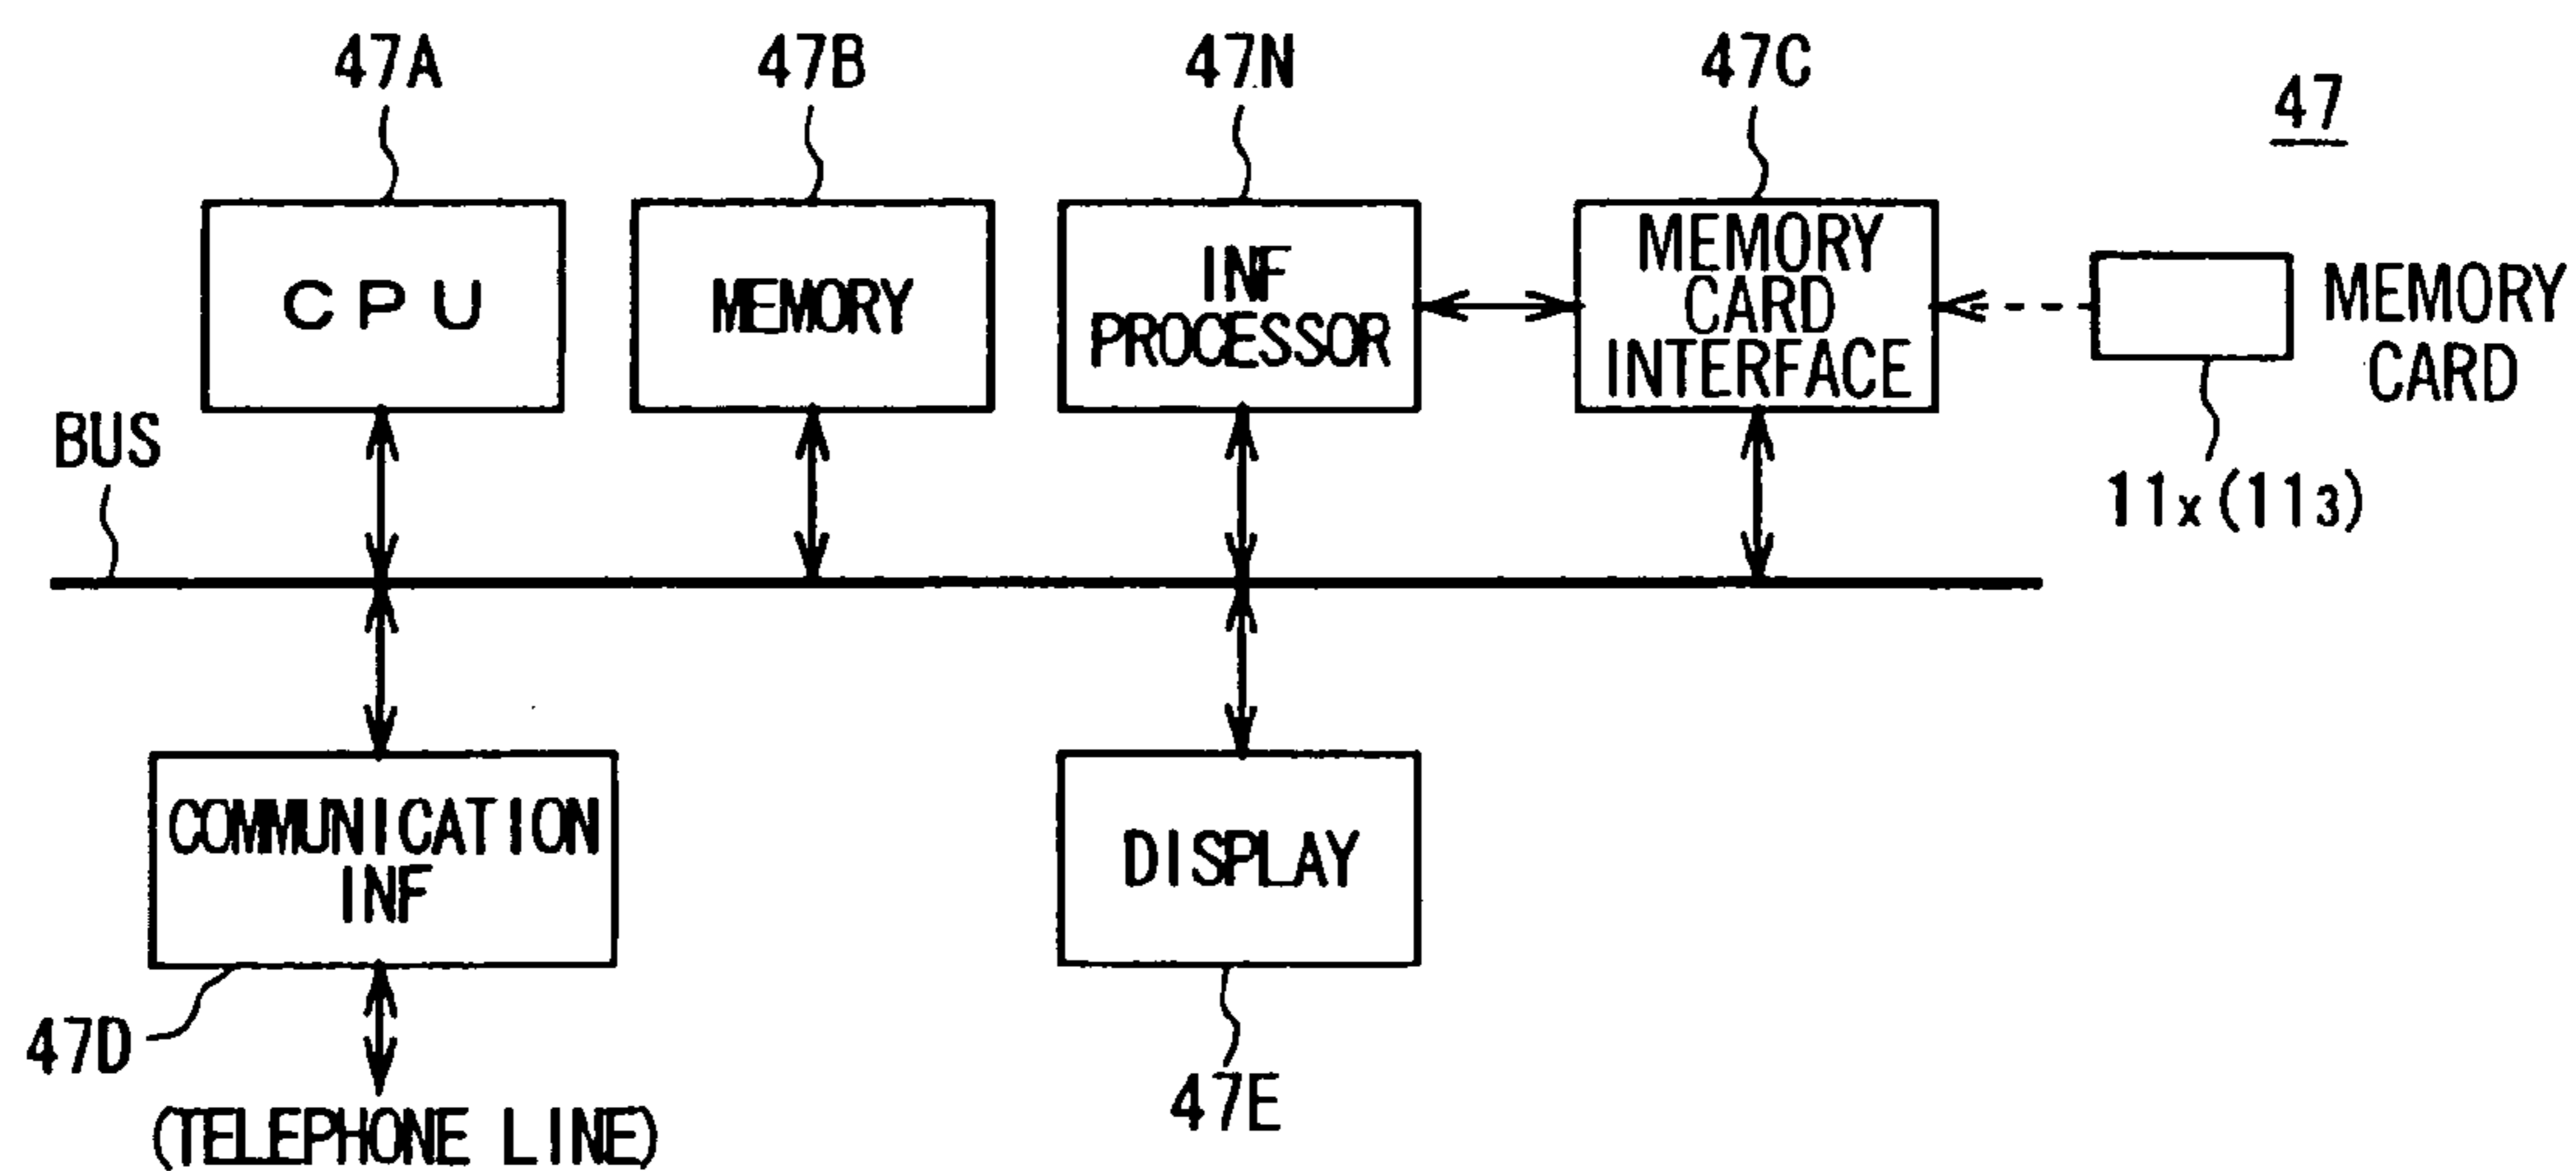 47A
47B
47N
47C
47
CPU
MEMORY
INF
PROCESSOR
MEMORY
CARD
INTERFACE
MEMORY
CARD
BUS
11x(113)
COMMUNICATION
INF
DISPLAY
47D
47E
(TELEPHONE LINE)